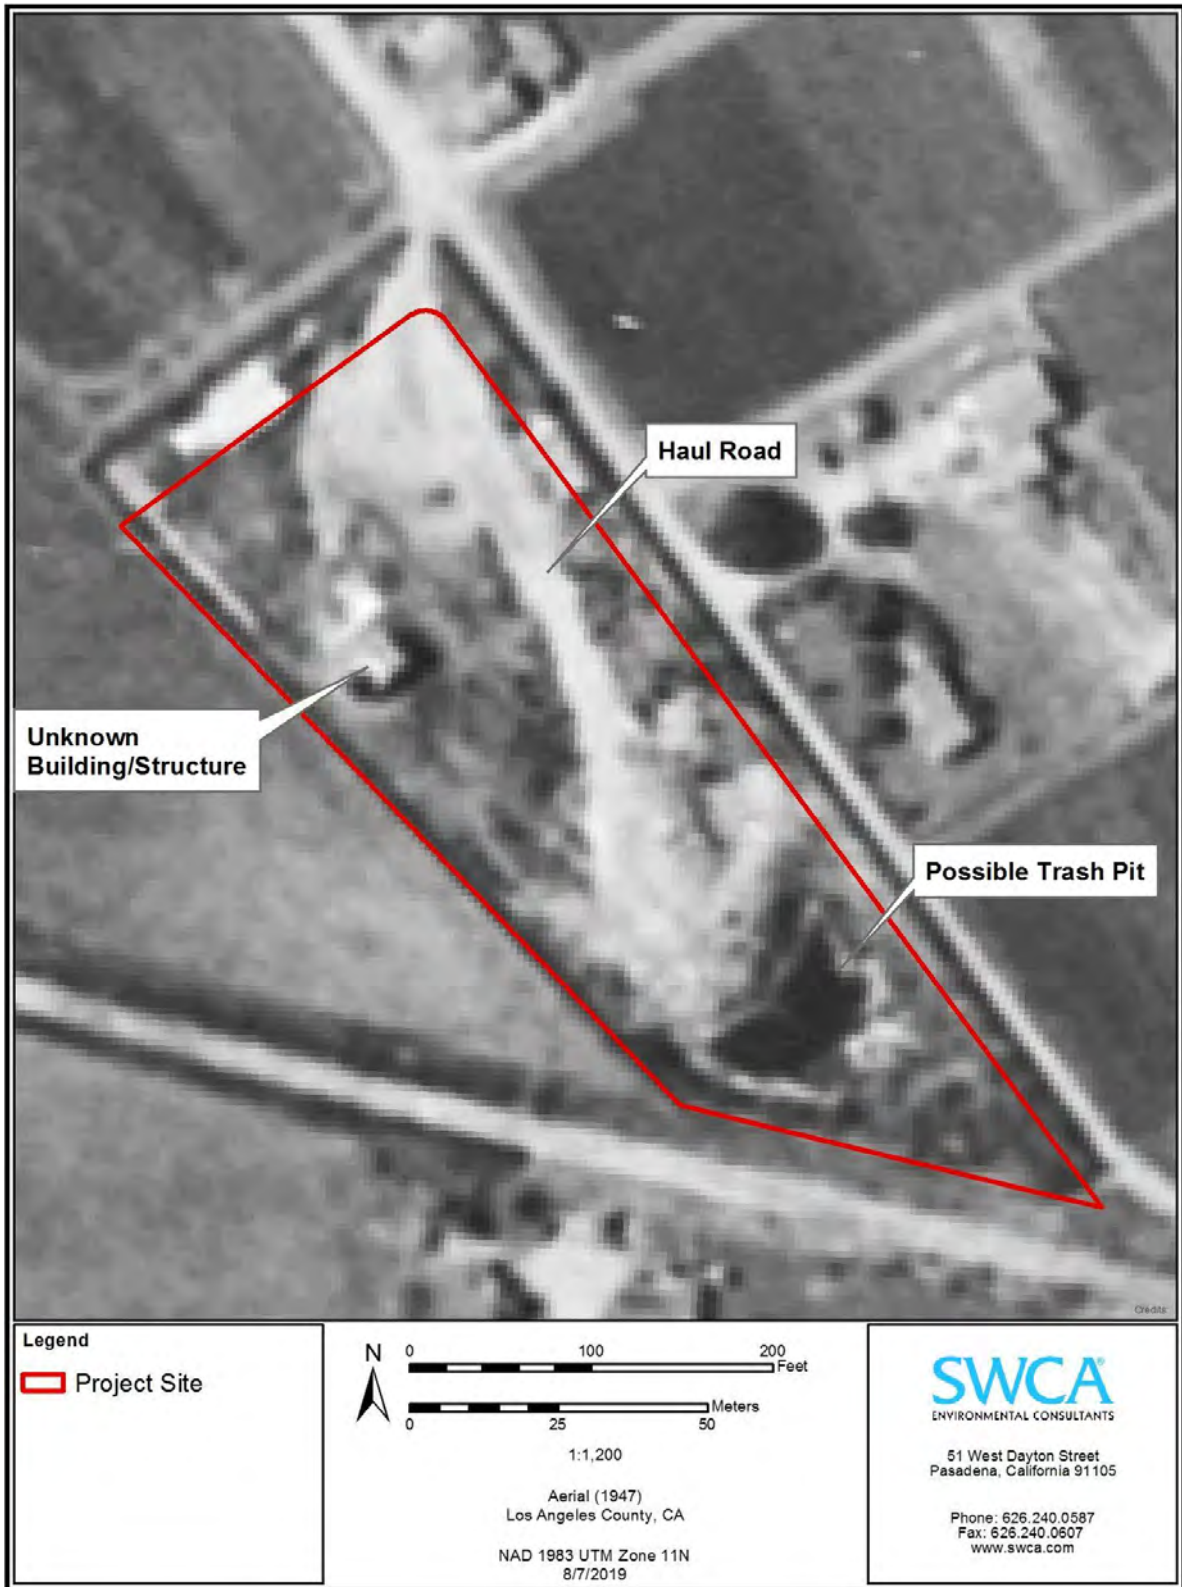 Haul Road
Unknown
Building/Structure
Possible Trash Pit
Credits:
Legend
Project Site
N
0 100 200
Feet
Meters
0 25 50
1:1,200
Aerial (1947)
Los Angeles County, CA
NAD 1983 UTM Zone 11N
8/7/2019
SWCA®
ENVIRONMENTAL CONSULTANTS
51 West Dayton Street
Pasadena, California 91105
Phone: 626.240.0587
Fax: 626.240.0607
www.swca.com